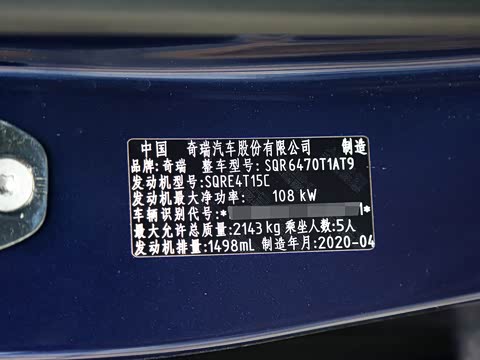 中国 奇瑞汽车股份有限公司 制造
品牌:奇瑞 整车型号:SQR6470T1AT9
发动机型号:SQRE4T15C
发动机最大净功率: 108 kW
车辆识别代号:* *
最大允许总质量:2143 kg 乘坐人数:5人
发动机排量:1498mL 制造年月:2020-04